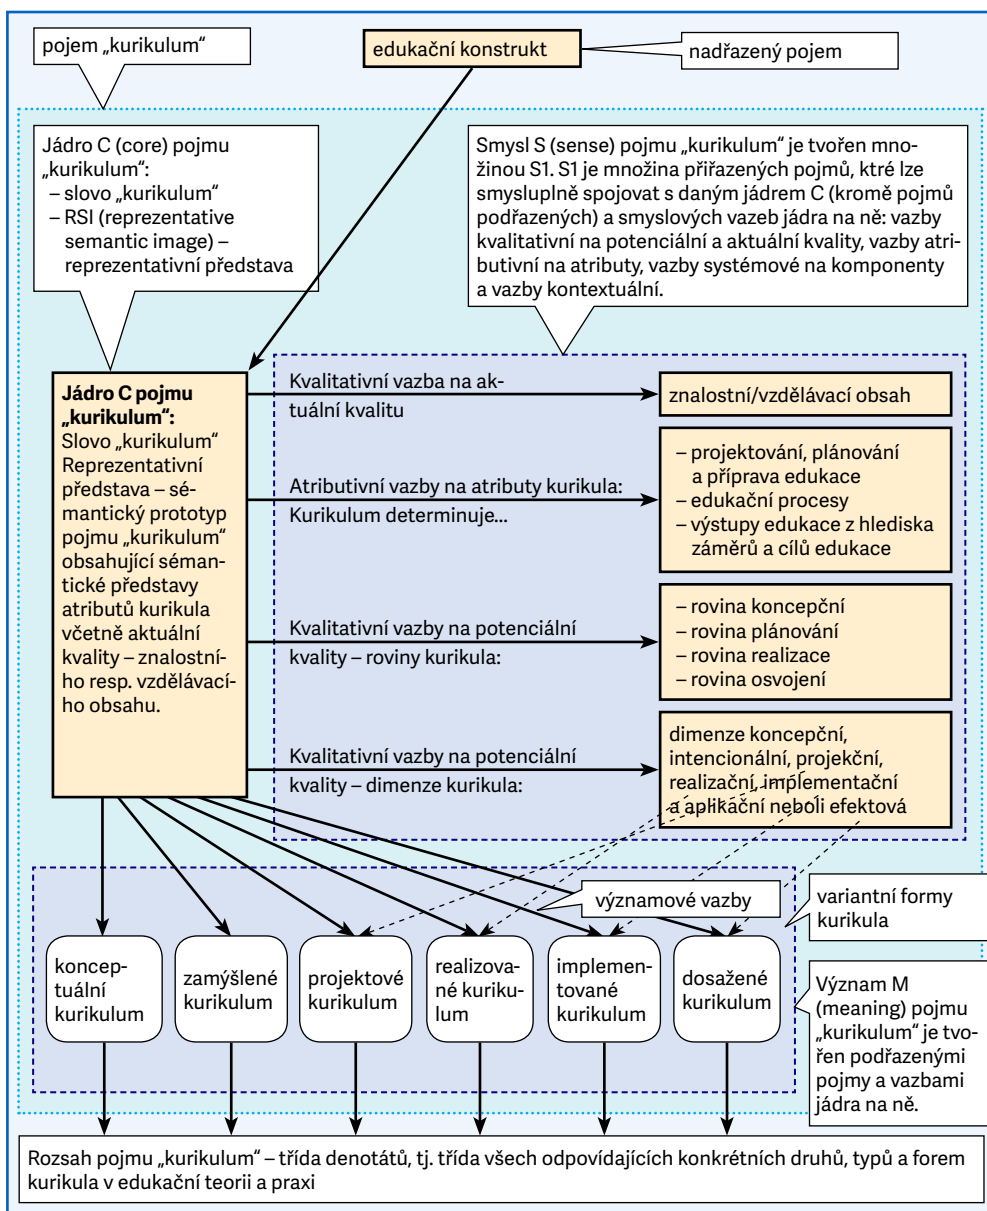 pojem „kurikulum“
edukační konstrukt
nadřazený pojem
Jádro C (core) pojmu
„kurikulum“:
– slovo „kurikulum“
– RSI (reprezentative
semantic image) –
reprezentativní představa
Smysl S (sense) pojmu „kurikulum“ je tvořen mno-
žinou S1. S1 je množina přiřazených pojmů, ktré lze
smysluplně spojovat s daným jádrem C (kromě pojmů
podřazených) a smyslových vazeb jádra na ně: vazby
kvalitativní na potenciální a aktuální kvality, vazby atri-
butivní na atributy, vazby systémové na komponenty
a vazby kontextuální.
Jádro C pojmu
„kurikulum“:
Slovo „kurikulum“
Reprezentativní
představa – sé-
mantický prototyp
pojmu „kurikulum“
obsahující séman-
tické představy
atributů kurikula
včetně aktuální
kvality – znalostní-
ho resp. vzdělávací-
ho obsahu.
Kvalitativní vazba na ak-
tuální kvalitu
znalostní/vzdělávací obsah
Atributivní vazby na atributy kurikula:
Kurikulum determinuje...
– projektování, plánování
a příprava edukace
– edukační procesy
– výstupy edukace z hlediska
záměrů a cílů edukace
Kvalitativní vazby na potenciální
kvality – roviny kurikula:
– rovina koncepční
– rovina plánování
– rovina realizace
– rovina osvojení
Kvalitativní vazby na potenciální
kvality – dimenze kurikula:
dimenze koncepční,
intencionální, projekční,
realizační, implementační
a aplikační neboli efektová
významové vazby
variantní formy
kurikula
koncep-
tuální
kurikulum
zamýšlené
kurikulum
projektové
kurikulum
realizova-
né kuriku-
lum
implemen-
tované
kurikulum
dosažené
kurikulum
Význam M
(meaning) pojmu
„kurikulum“ je tvo-
řen podřazenými
pojmy a vazbami
jádra na ně.
Rozsah pojmu „kurikulum“ – třída denotátů, tj. třída všech odpovídajících konkrétních druhů, typů a forem
kurikula v edukační teorii a praxi